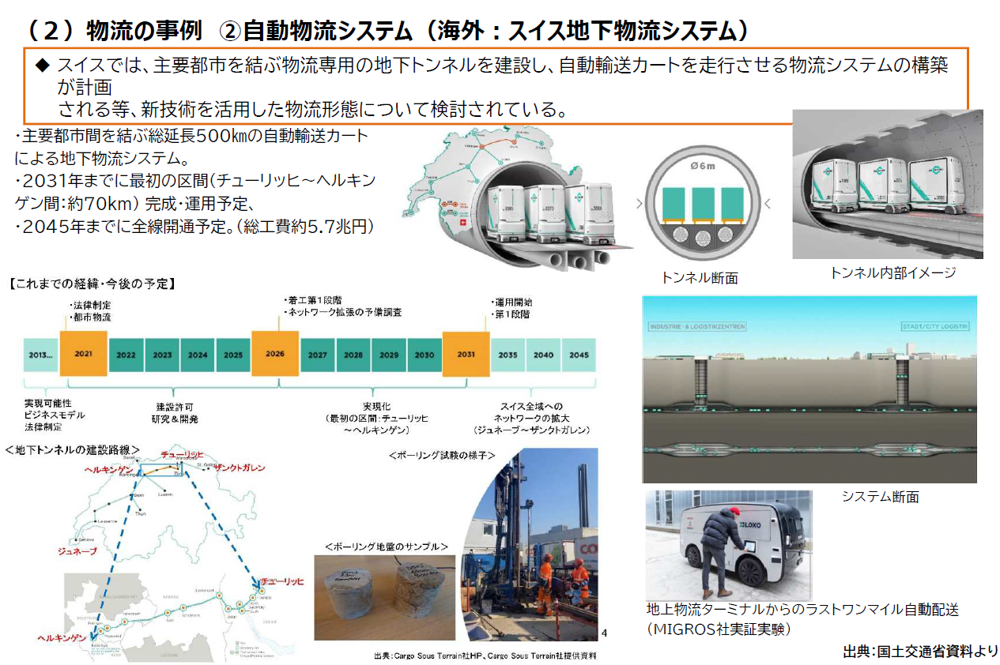 （２）物流の事例　②自動物流システム（海外：スイス地下物流システム）
◆ スイスでは、主要都市を結ぶ物流専用の地下トンネルを建設し、自動輸送カートを走行させる物流システムの構築
が計画
される等、新技術を活用した物流形態について検討されている。
・主要都市間を結ぶ総延長500㎞の自動輸送カート
による地下物流システム。
・2031年までに最初の区間（チューリッヒ～ヘルキン
ゲン間：約70km）完成・運用予定、
・2045年までに全線開通予定。（総工費約5.7兆円）
Ø6m
トンネル断面
トンネル内部イメージ
【これまでの経緯・今後の予定】
・法律制定
・都市物流
・着工第１段階
・ネットワーク拡張の予備調査
・運用開始
・第１段階
2013... 2021 2022 2023 2024 2025 2026 2027 2028 2029 2030 2031 2035 2040 2045
実現可能性
ビジネスモデル
法律制定
建設許可
研究＆開発
実現化
（最初の区間：チューリッヒ
～ヘルキンゲン）
スイス全域への
ネットワークの拡大
（ジュネーブ～ザンクトガレン）
INDUSTRIE- & LOGISTIKZENTREN
STADT/CITY LOGISTIK
システム断面
＜地下トンネルの建設路線＞
チューリッヒ
ヘルキンゲン
ザンクトガレン
Basel
Luzern
Bern
Thun
Lausanne
ジュネーブ
チューリッヒ
ヘルキンゲン
＜ボーリング試験の様子＞
＜ボーリング地盤のサンプル＞
LOXO
地上物流ターミナルからのラストワンマイル自動配送
（MIGROS社実証実験）
4
出典：Cargo Sous Terrain社HP、Cargo Sous Terrain社提供資料
出典：国土交通省資料より